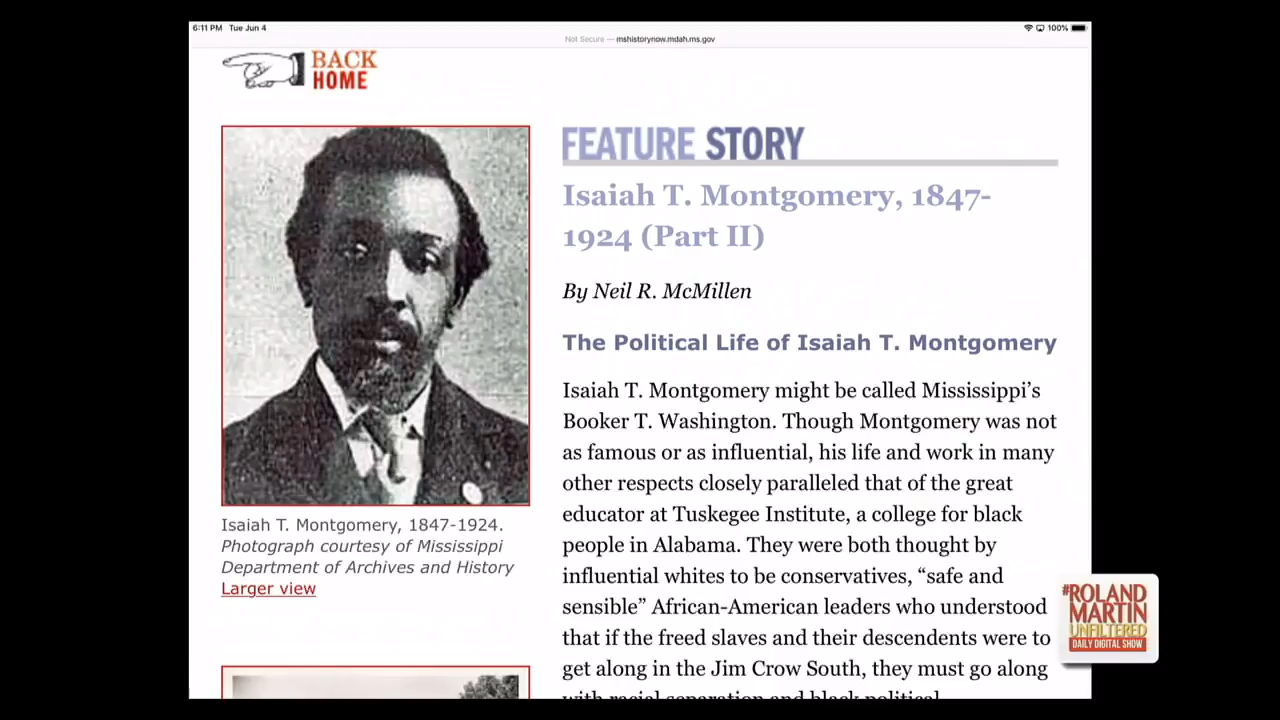 6:11 PM Tue Jun 4
100%
Not Secure — mshistorynow.mdah.ms.gov
BACK
HOME
FEATURE STORY
Isaiah T. Montgomery, 1847-
1924 (Part II)
By Neil R. McMillen
The Political Life of Isaiah T. Montgomery
Isaiah T. Montgomery might be called Mississippi’s
Booker T. Washington. Though Montgomery was not
as famous or as influential, his life and work in many
other respects closely paralleled that of the great
educator at Tuskegee Institute, a college for black
people in Alabama. They were both thought by
influential whites to be conservatives, “safe and
sensible” African-American leaders who understood
that if the freed slaves and their descendents were to
get along in the Jim Crow South, they must go along
with racial separation and black political
Isaiah T. Montgomery, 1847-1924.
Photograph courtesy of Mississippi
Department of Archives and History
Larger view
#ROLAND
MARTIN
UNFILTERED
DAILY DIGITAL SHOW